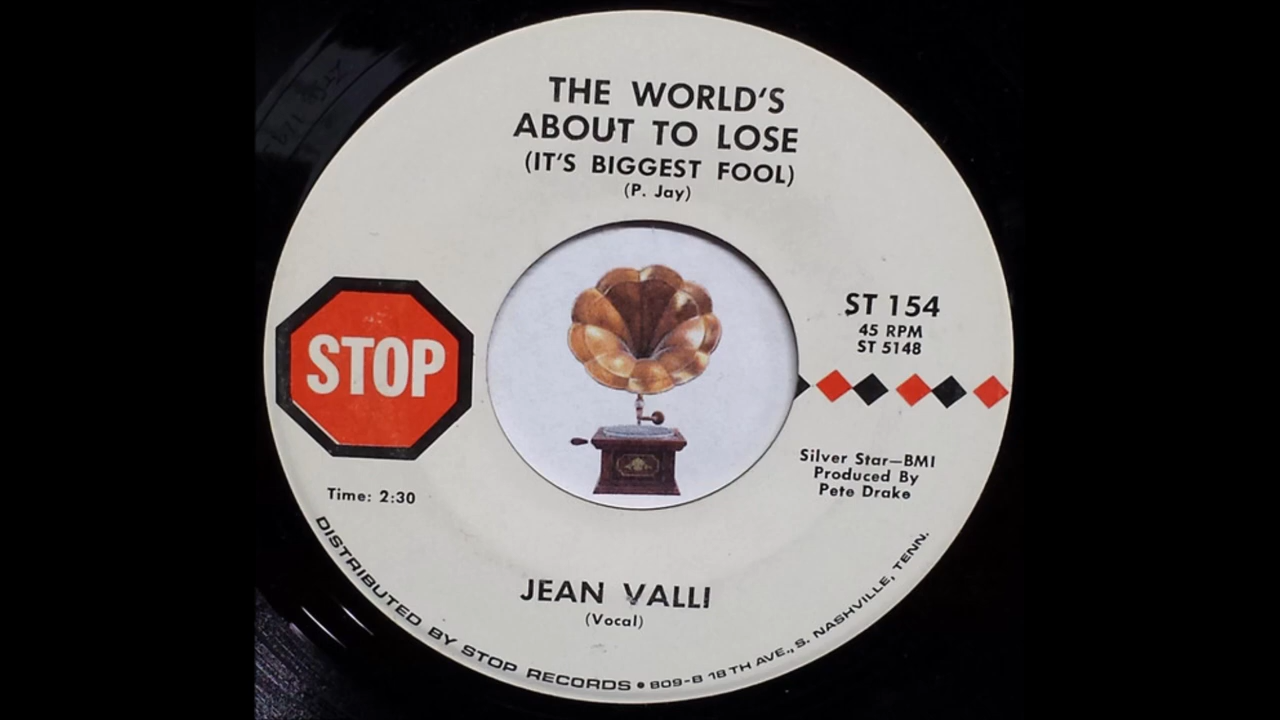 THE WORLD'S
ABOUT TO LOSE
(IT'S BIGGEST FOOL)
(P. Jay)
STOP
ST 154
45 RPM
ST 5148
Silver Star—BMI
Produced By
Pete Drake
Time: 2:30
JEAN VALLI
(Vocal)
DISTRIBUTED BY STOP RECORDS • 809-B 18TH AVE., S. NASHVILLE, TENN.